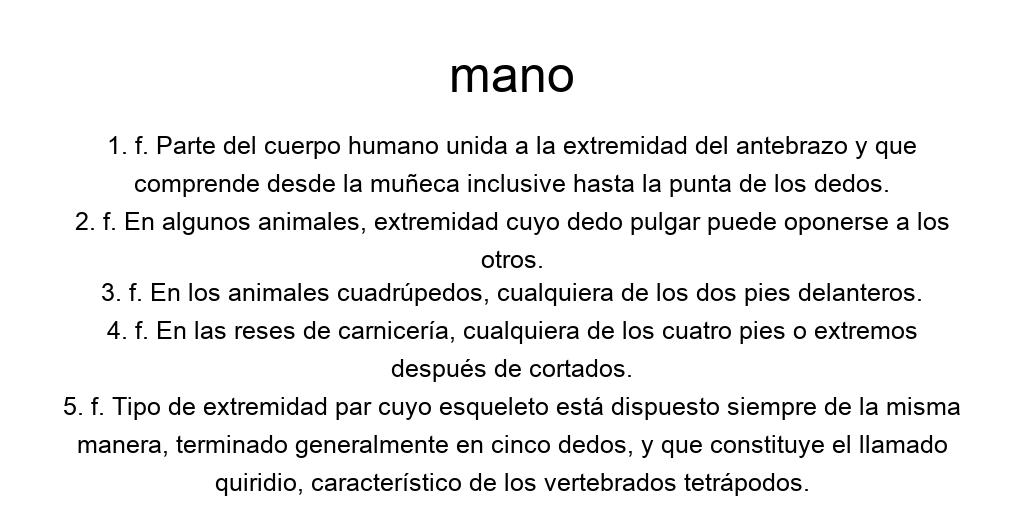 mano
1. f. Parte del cuerpo humano unida a la extremidad del antebrazo y que
comprende desde la muñeca inclusive hasta la punta de los dedos.
2. f. En algunos animales, extremidad cuyo dedo pulgar puede oponerse a los
otros.
3. f. En los animales cuadrúpedos, cualquiera de los dos pies delanteros.
4. f. En las reses de carnicería, cualquiera de los cuatro pies o extremos
después de cortados.
5. f. Tipo de extremidad par cuyo esqueleto está dispuesto siempre de la misma
manera, terminado generalmente en cinco dedos, y que constituye el llamado
quiridio, característico de los vertebrados tetrápodos.